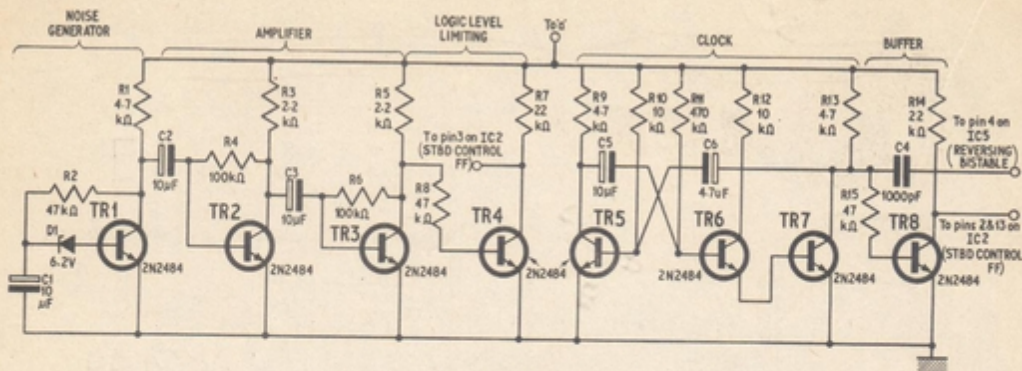 NOISE
GENERATOR
AMPLIFIER
LOGIC LEVEL
LIMITING
To 'a'
CLOCK
BUFFER
R1
4·7
kΩ
R3
2·2
kΩ
R5
2·2
kΩ
R7
22
kΩ
R9
4·7
kΩ
R10
10
kΩ
R11
470
kΩ
R12
10
kΩ
R13
4·7
kΩ
R14
22
kΩ
C2
10μF
R4
100kΩ
C3
10μF
R6
100kΩ
To pin3 on IC2
(STBD CONTROL
FF)
R8
47
kΩ
C5
10μF
C6
4·7uF
R15
47
kΩ
C4
1000pF
To pin 4 on
IC5
(REVERSING)
BISTABLE
To pins 2&13 on
IC2
(STBD CONTROL
FF)
R2
47kΩ
D1
6·2V
C1
10
μF
TR1
2N2484
TR2
2N2484
TR3
2N2484
TR4
2N2484
TR5
TR6
2N2484
TR7
2N2484
TR8
2N2484